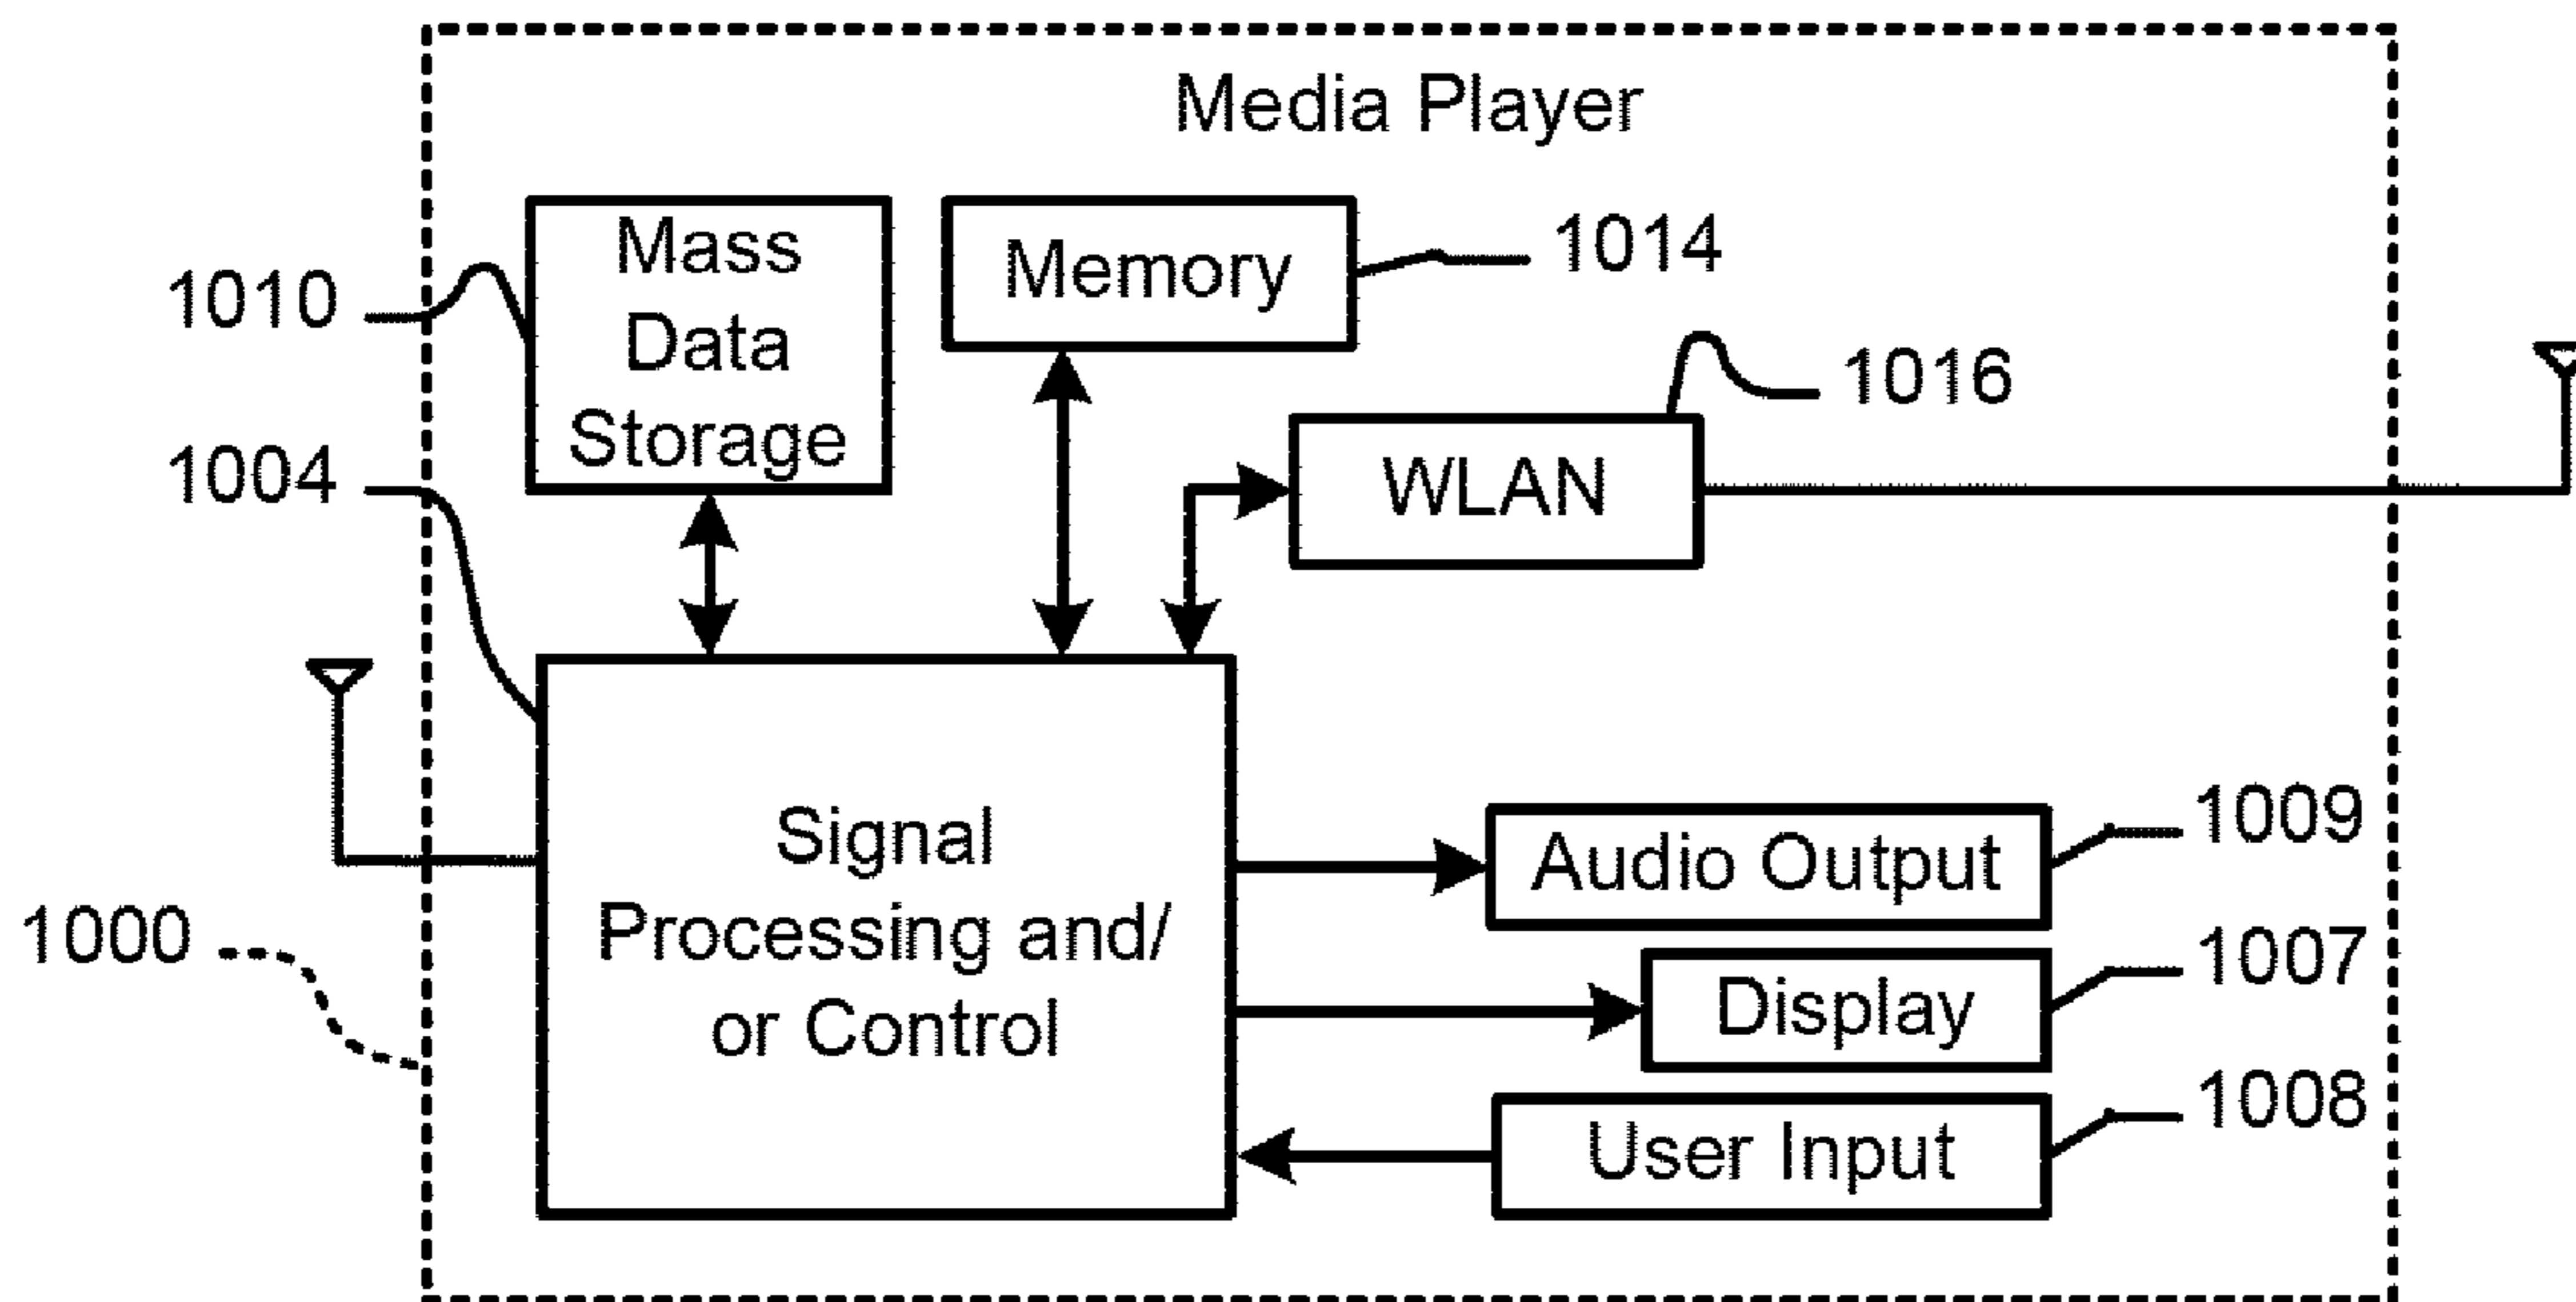 Media Player
Mass
Data
Storage
Memory
1014
1010
1016
WLAN
1004
Signal
Processing and/
or Control
Audio Output
1009
1000
Display
1007
User Input
1008